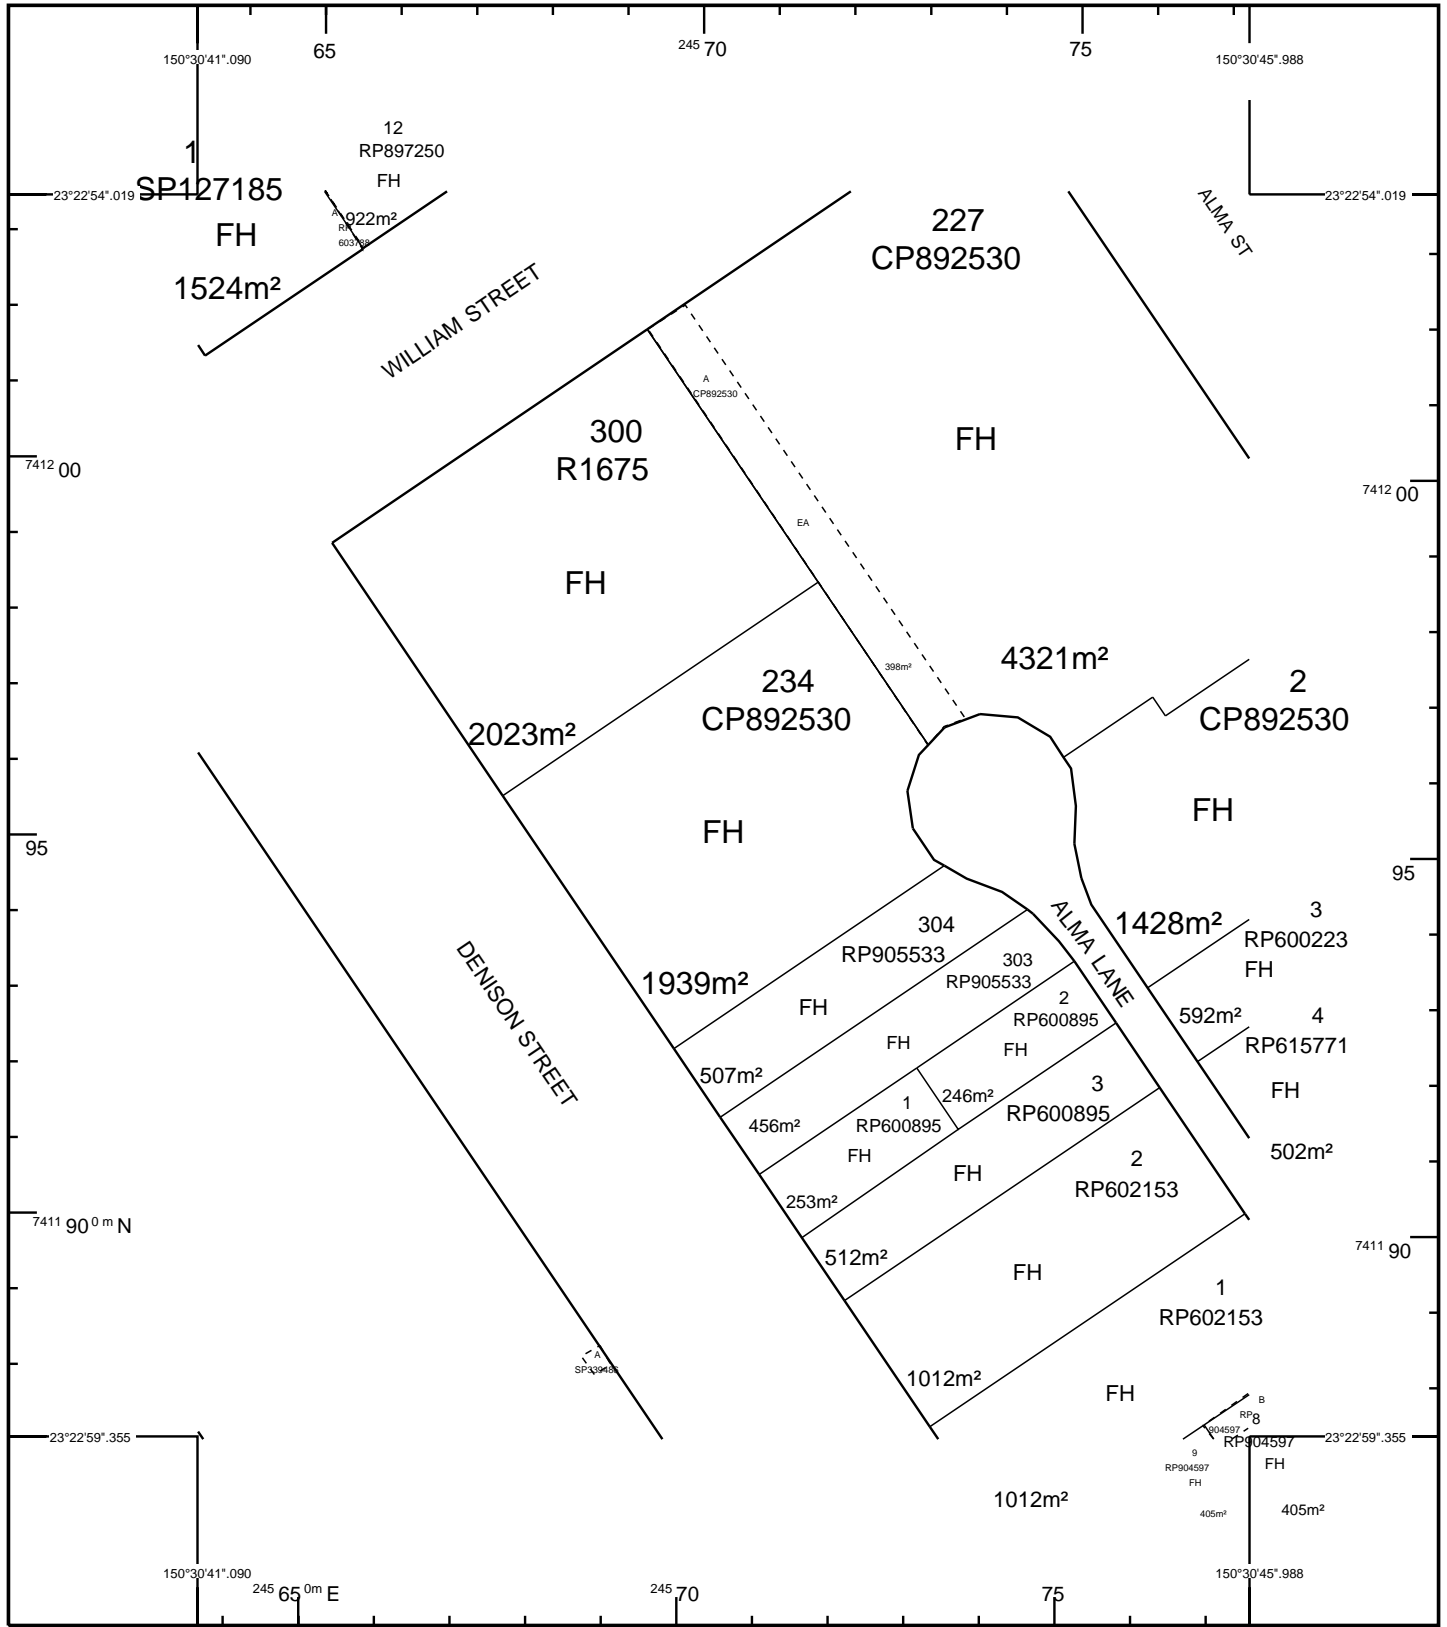 65
245 70
75
150°30'41".090
150°30'45".988
12
RP897250
FH
1
SP127185
FH
1524m²
23°22'54".019
23°22'54".019
A
RP
603788
922m²
ALMA ST
227
CP892530
FH
4321m²
WILLIAM STREET
A
CP892530
EA
398m²
300
R1675
FH
2023m²
7412 00
7412 00
234
CP892530
FH
1939m²
2
CP892530
FH
1428m²
95
95
3
RP600223
FH
592m²
4
RP615771
FH
502m²
ALMA LANE
DENISON STREET
304
RP905533
FH
507m²
303
RP905533
FH
456m²
2
RP600895
FH
246m²
1
RP600895
FH
253m²
3
RP600895
FH
512m²
2
RP602153
FH
1012m²
7411 90 0 m N
7411 90
1
RP602153
FH
1012m²
A
SP339486
B
RP
904597
8
RP904597
FH
405m²
9
RP904597
FH
405m²
23°22'59".355
23°22'59".355
150°30'41".090
150°30'45".988
245 65 0m E
245 70
75